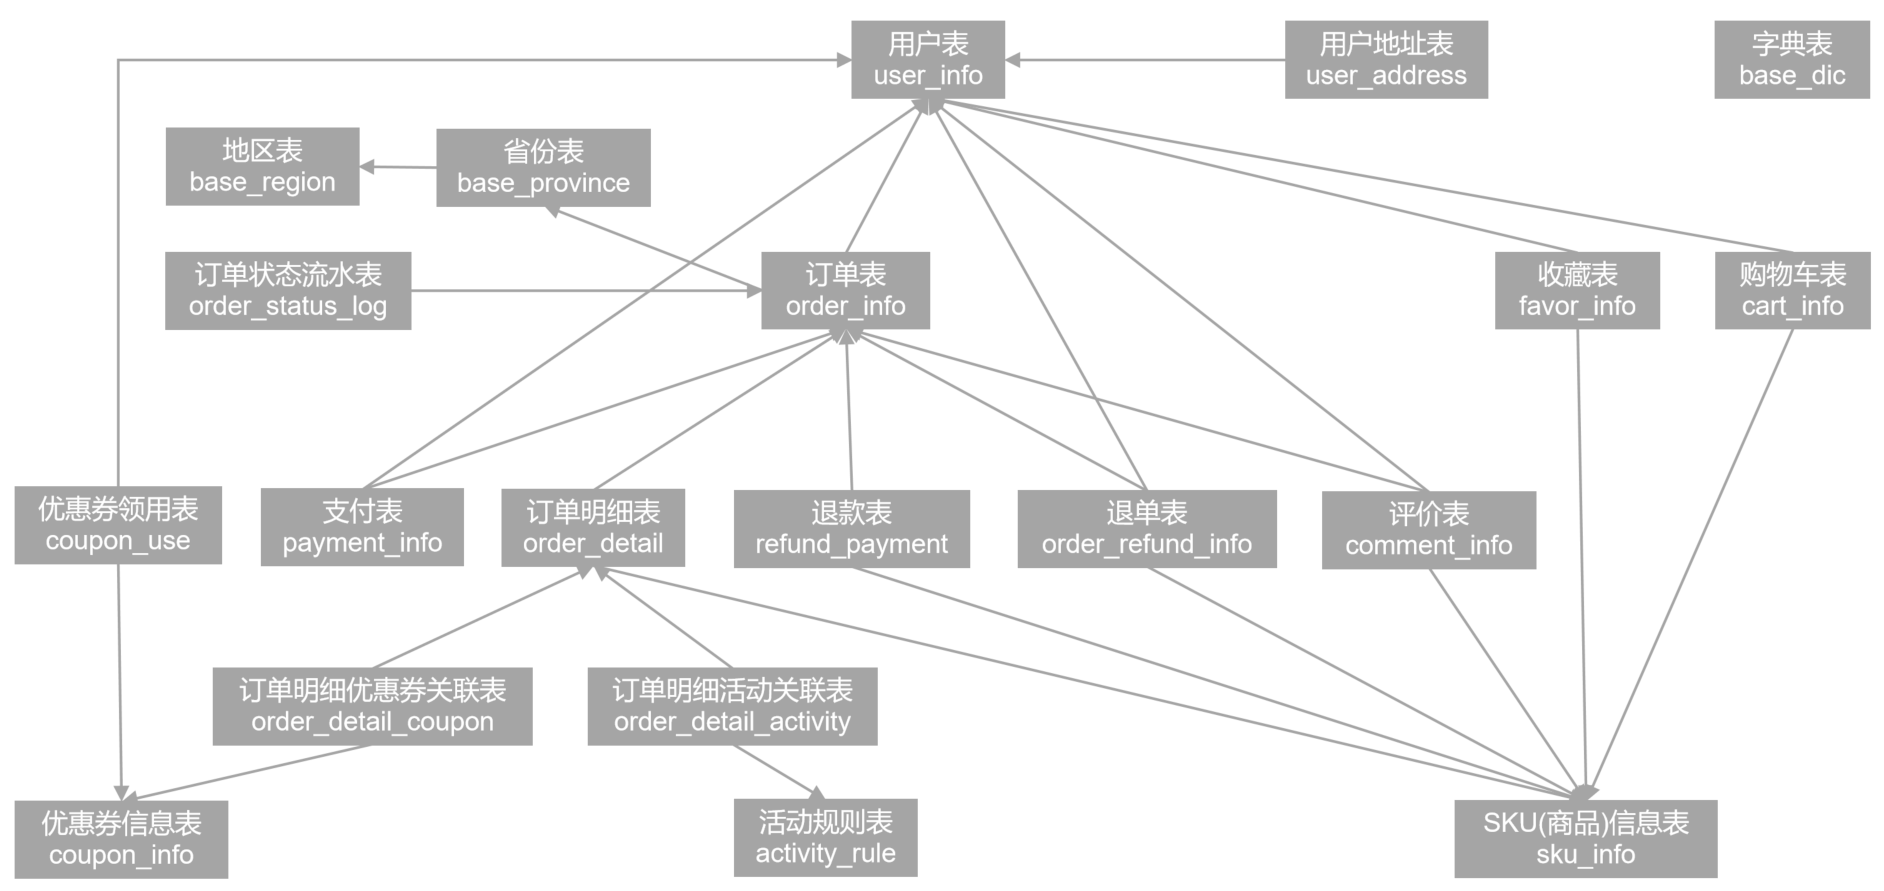 用户表
user_info
用户地址表
user_address
字典表
base_dic
地区表
base_region
省份表
base_province
订单状态流水表
order_status_log
订单表
order_info
收藏表
favor_info
购物车表
cart_info
优惠券领用表
coupon_use
支付表
payment_info
订单明细表
order_detail
退款表
refund_payment
退单表
order_refund_info
评价表
comment_info
订单明细优惠券关联表
order_detail_coupon
订单明细活动关联表
order_detail_activity
优惠券信息表
coupon_info
活动规则表
activity_rule
SKU(商品)信息表
sku_info